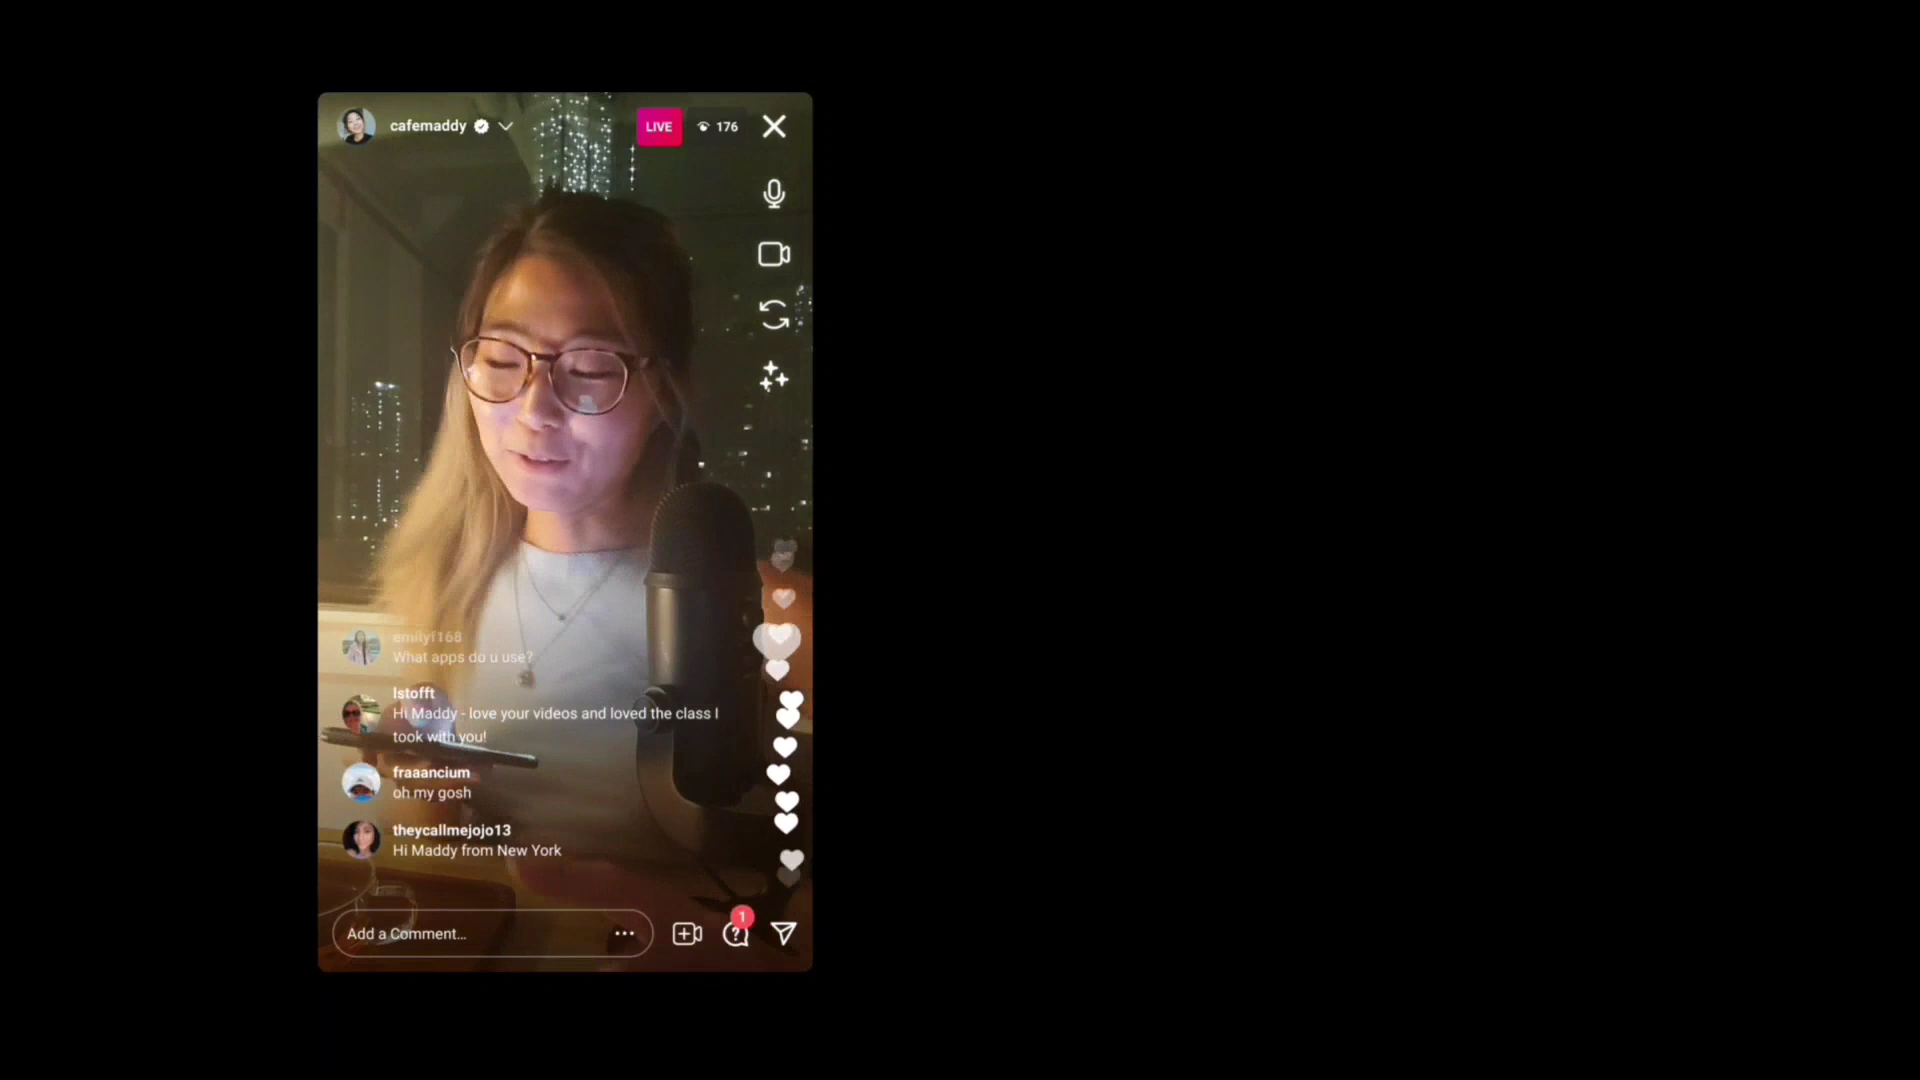 cafemaddy
LIVE
176
emilyf168
What apps do u use?
lstofft
Hi Maddy - love your videos and loved the class I
took with you!
fraaancium
oh my gosh
theycallmejojo13
Hi Maddy from New York
Add a Comment...
1